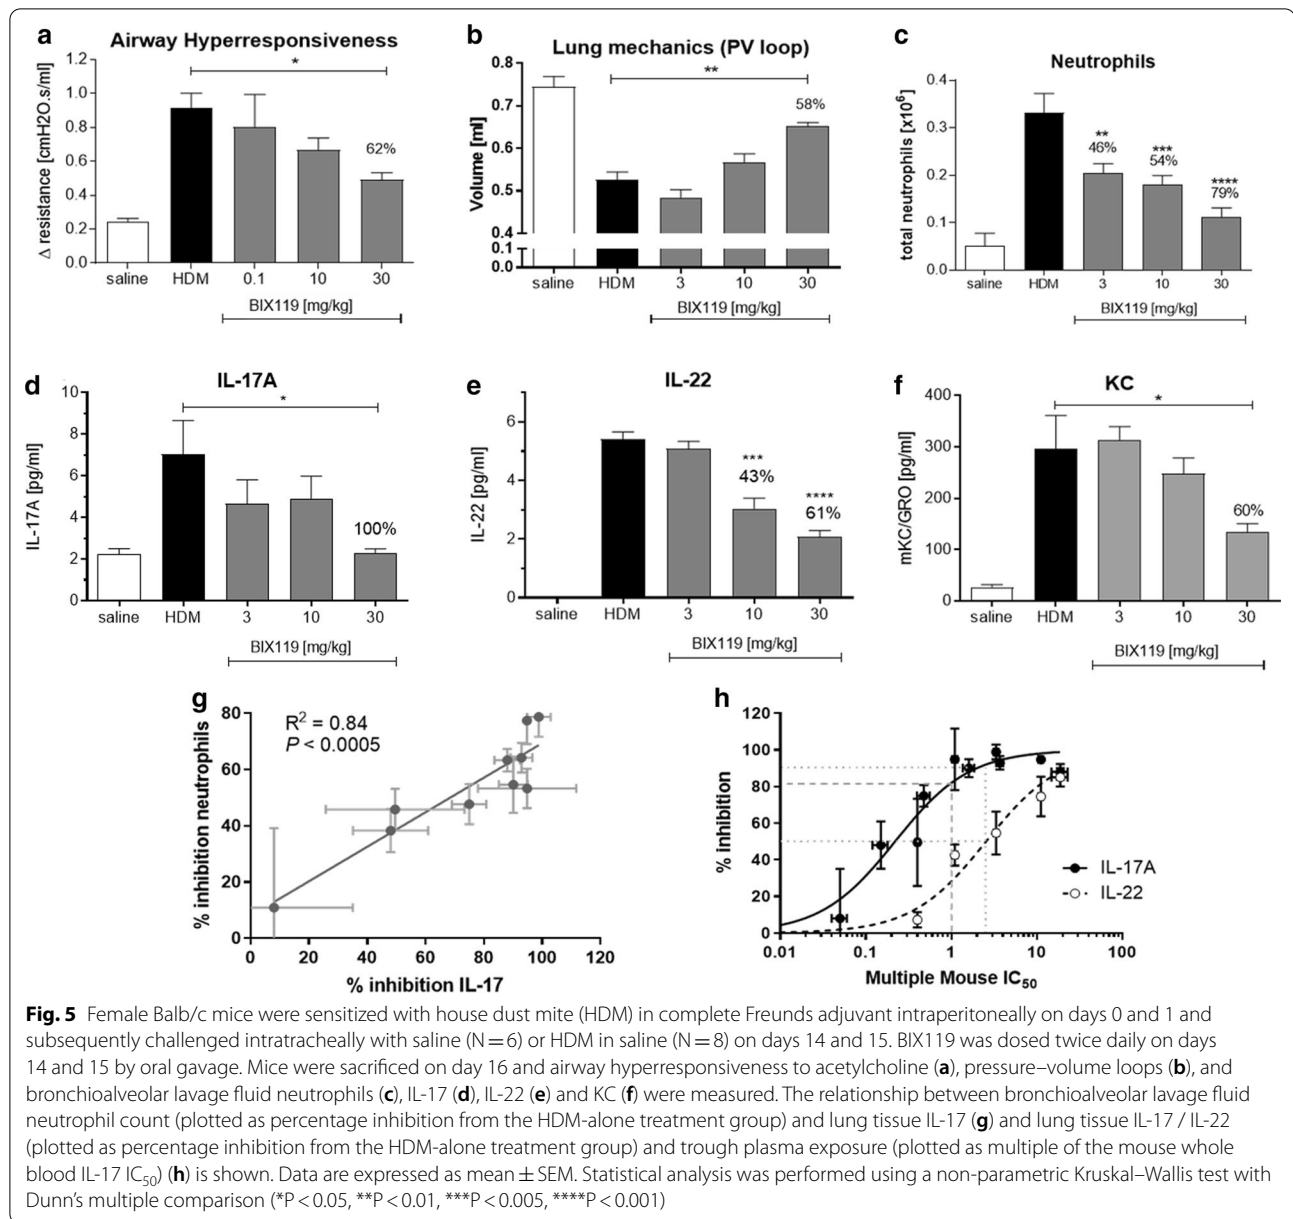 a
Airway Hyperresponsiveness
Δ resistance [cmH2O.s/ml]
1.2
1.0
0.8
0.6
0.4
0.2
0.0
*
62%
saline HDM 0.1 10 30
BIX119 [mg/kg]
b
Lung mechanics (PV loop)
Volume [ml]
0.8
0.7
0.6
0.5
0.4
0.1
0.0
**
58%
saline HDM 3 10 30
BIX119 [mg/kg]
c
Neutrophils
total neutrophils [x10⁶]
0.4
0.3
0.2
0.1
0.0
**
46%
***
54%
****
79%
saline HDM 3 10 30
BIX119 [mg/kg]
d
IL-17A
IL-17A [pg/ml]
10
8
6
4
2
0
*
100%
saline HDM 3 10 30
BIX119 [mg/kg]
e
IL-22
IL-22 [pg/ml]
6
4
2
0
***
43%
****
61%
saline HDM 3 10 30
BIX119 [mg/kg]
f
KC
mKC/GRO [pg/ml]
400
300
200
100
0
*
60%
saline HDM 3 10 30
BIX119 [mg/kg]
g
% inhibition neutrophils
80
60
40
20
0
R² = 0.84
P < 0.0005
0 20 40 60 80 100 120
% inhibition IL-17
h
% inhibition
120
100
80
60
40
20
0
IL-17A
IL-22
0.01 0.1 1 10 100
Multiple Mouse IC₅₀
Fig. 5 Female Balb/c mice were sensitized with house dust mite (HDM) in complete Freunds adjuvant intraperitoneally on days 0 and 1 and
subsequently challenged intratracheally with saline (N = 6) or HDM in saline (N = 8) on days 14 and 15. BIX119 was dosed twice daily on days
14 and 15 by oral gavage. Mice were sacrificed on day 16 and airway hyperresponsiveness to acetylcholine (a), pressure–volume loops (b), and
bronchioalveolar lavage fluid neutrophils (c), IL-17 (d), IL-22 (e) and KC (f) were measured. The relationship between bronchioalveolar lavage fluid
neutrophil count (plotted as percentage inhibition from the HDM-alone treatment group) and lung tissue IL-17 (g) and lung tissue IL-17 / IL-22
(plotted as percentage inhibition from the HDM-alone treatment group) and trough plasma exposure (plotted as multiple of the mouse whole
blood IL-17 IC₅₀) (h) is shown. Data are expressed as mean ± SEM. Statistical analysis was performed using a non-parametric Kruskal–Wallis test with
Dunn's multiple comparison (*P < 0.05, **P < 0.01, ***P < 0.005, ****P < 0.001)